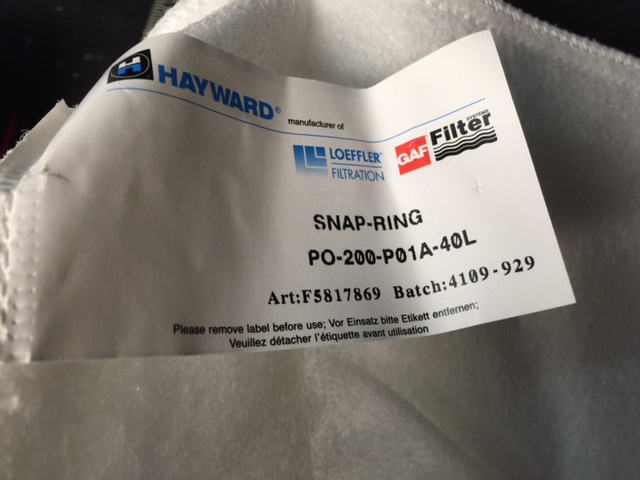 H HAYWARD®
manufacturer of
LOEFFLER®
FILTRATION
GAF Filter
SYSTEMS
SNAP-RING
PO-200-P01A-40L
Art:F5817869 Batch:4109-929
Please remove label before use; Vor Einsatz bitte Etikett entfernen;
Veuillez détacher l'étiquette avant utilisation